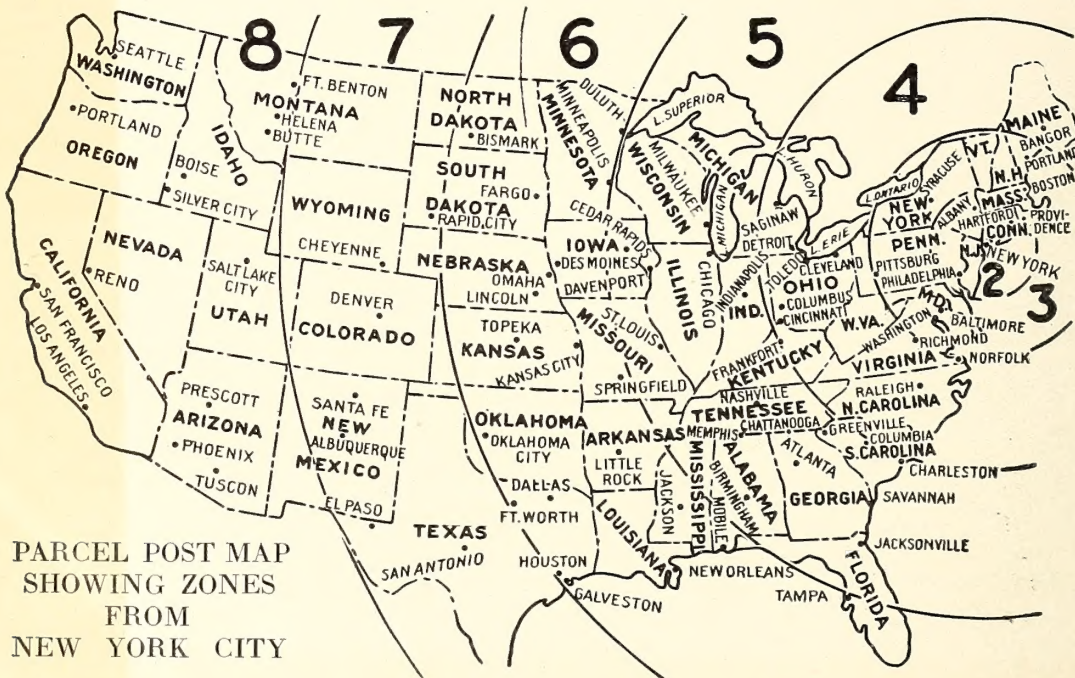 8
7
6
5
4
2
3
SEATTLE
WASHINGTON
PORTLAND
OREGON
IDAHO
BOISE
SILVER CITY
FT. BENTON
MONTANA
HELENA
BUTTE
WYOMING
CHEYENNE
NEVADA
RENO
CALIFORNIA
SAN FRANCISCO
LOS ANGELES
SALT LAKE
CITY
UTAH
DENVER
COLORADO
PRESCOTT
ARIZONA
PHOENIX
TUSCON
SANTA FE
NEW
ALBUQUERQUE
MEXICO
EL PASO
NORTH
DAKOTA
BISMARK
SOUTH
FARGO
DAKOTA
RAPID CITY
NEBRASKA
OMAHA
LINCOLN
TOPEKA
KANSAS
KANSAS CITY
OKLAHOMA
OKLAHOMA
CITY
DALLAS
FT. WORTH
TEXAS
SAN ANTONIO
HOUSTON
GALVESTON
DULUTH
MINNEAPOLIS
MINNESOTA
CEDAR RAPIDS
IOWA
DES MOINES
DAVENPORT
ST. LOUIS
MISSOURI
SPRINGFIELD
ARKANSAS
LITTLE
ROCK
LOUISIANA
NEW ORLEANS
L. SUPERIOR
WISCONSIN
MILWAUKEE
MICHIGAN
MICHIGAN
HURON
SAGINAW
DETROIT
ILLINOIS
CHICAGO
INDIANAPOLIS
IND.
TOLEDO
L. ERIE
CLEVELAND
OHIO
COLUMBUS
CINCINNATI
FRANKFORT
KENTUCKY
NASHVILLE
TENNESSEE
MEMPHIS
CHATTANOOGA
JACKSON
MISSISIPPI
ALABAMA
BIRMINGHAM
MOBILE
ATLANTA
GEORGIA
FLORIDA
TAMPA
JACKSONVILLE
SAVANNAH
CHARLESTON
GREENVILLE
COLUMBIA
S. CAROLINA
RALEIGH
N. CAROLINA
NORFOLK
VIRGINIA
RICHMOND
WASHINGTON
BALTIMORE
MD.
W. VA.
PENN.
PITTSBURG
PHILADELPHIA
L. ONTARIO
NEW
YORK
SYRACUSE
ALBANY
VT.
N.H.
MAINE
BANGOR
PORTLAND
MASS.
BOSTON
HARTFORD
CONN.
PROVI-
DENCE
N.J.
NEW YORK
PARCEL POST MAP
SHOWING ZONES
FROM
NEW YORK CITY